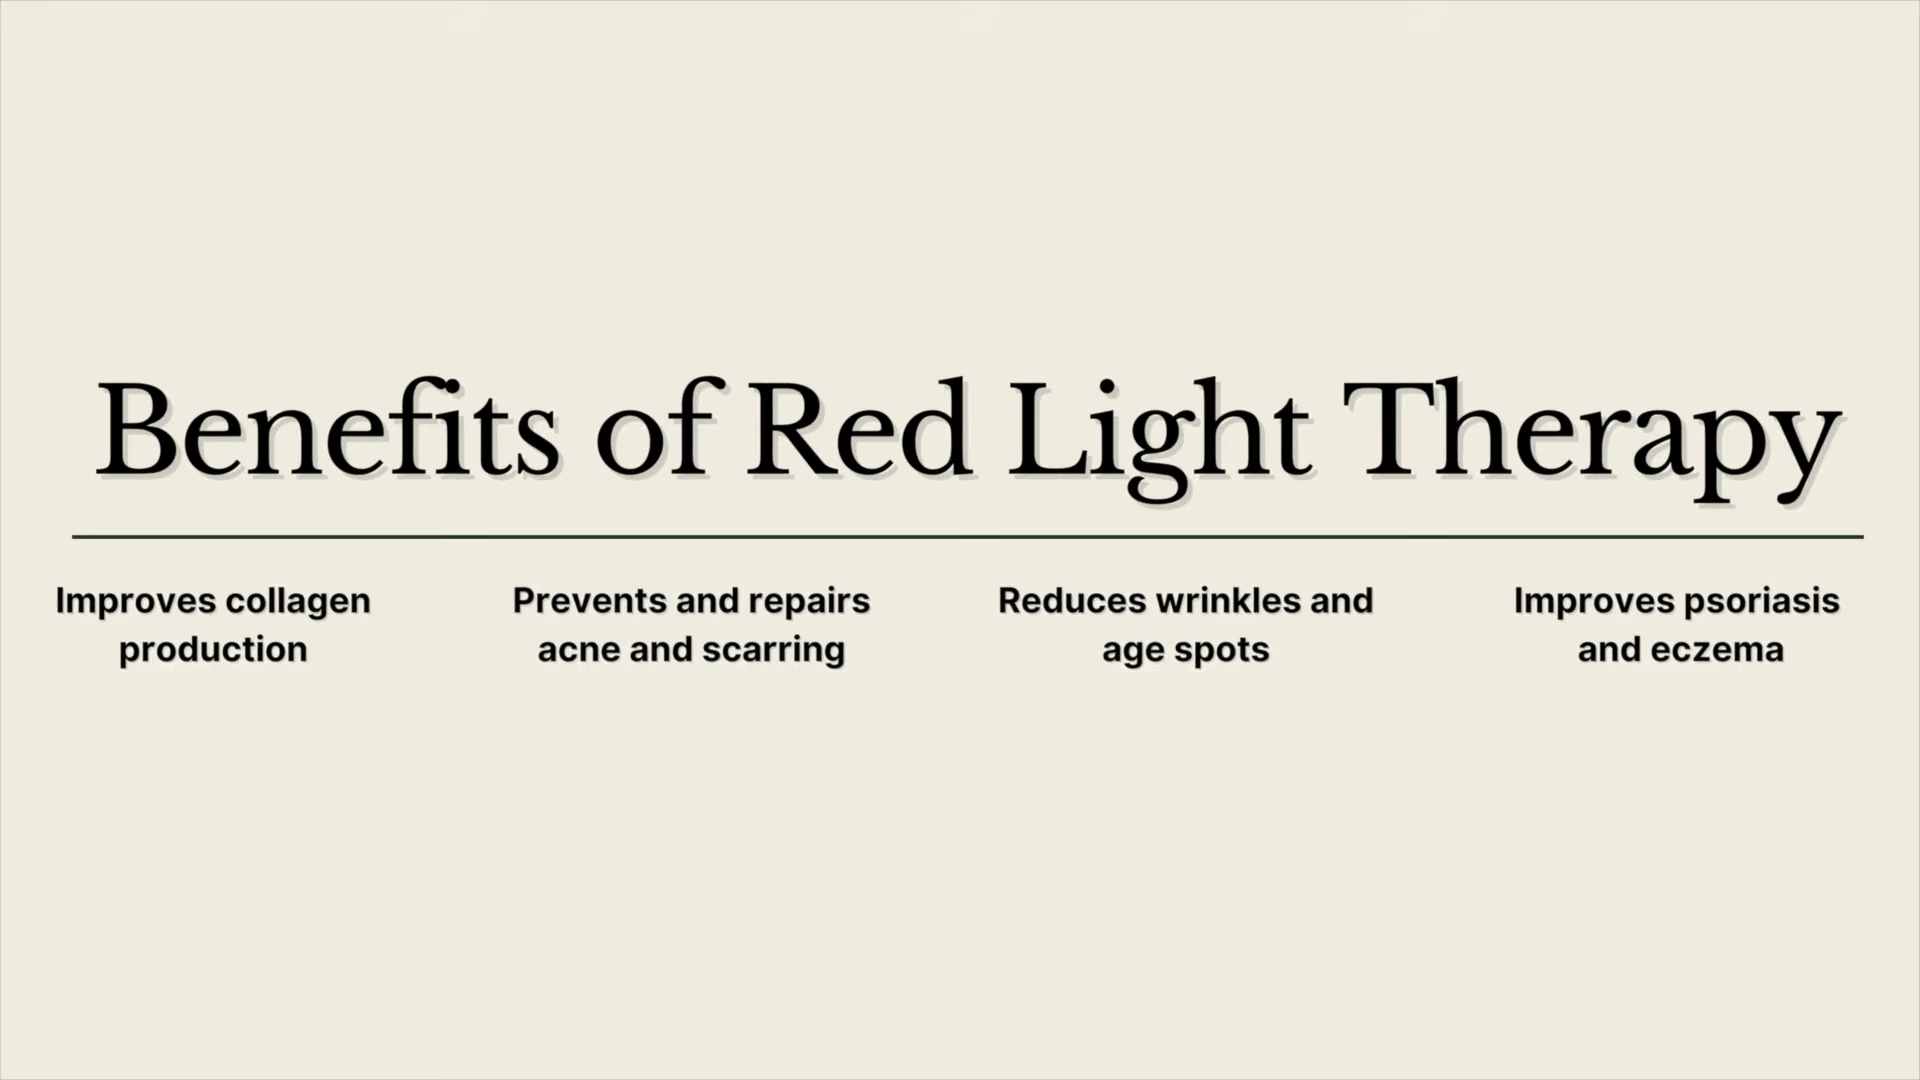 Benefits of Red Light Therapy
Improves collagen
production
Prevents and repairs
acne and scarring
Reduces wrinkles and
age spots
Improves psoriasis
and eczema